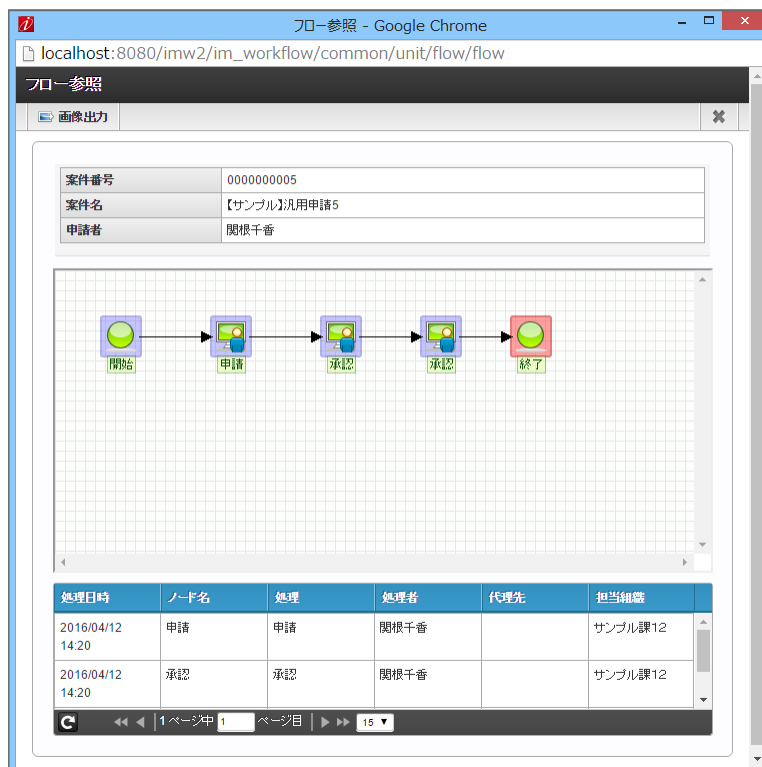 フロー参照 - Google Chrome
localhost:8080/imw2/im_workflow/common/unit/flow/flow
フロー参照
画像出力
案件番号 0000000005
案件名 【サンプル】汎用申請5
申請者 関根千香
開始 申請 承認 承認 終了
処理日時 ノード名 処理 処理者 代理先 担当組織
2016/04/12 申請 申請 関根千香 サンプル課12
14:20
2016/04/12 承認 承認 関根千香 サンプル課12
14:20
1 ページ中 1 ページ目 15